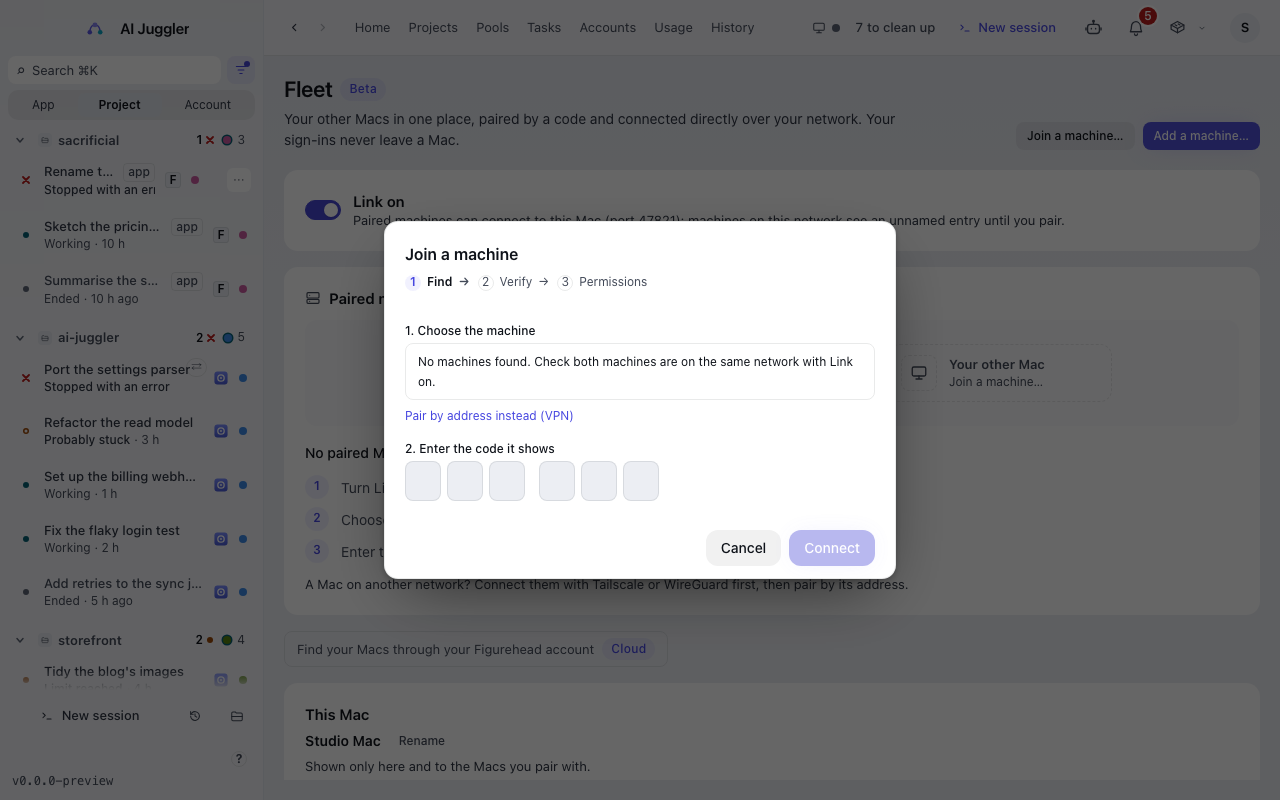 AI Juggler
Search ⌘K
App Project Account
sacrificial 1 3
Rename t... app F
Stopped with an err
Sketch the pricin... app F
Working · 10 h
Summarise the s... app F
Ended · 10 h ago
ai-juggler 2 5
Port the settings parser
Stopped with an error
Refactor the read model
Probably stuck · 3 h
Set up the billing webh...
Working · 1 h
Fix the flaky login test
Working · 2 h
Add retries to the sync j...
Ended · 5 h ago
storefront 2 4
Tidy the blog's images
New session
?
v0.0.0-preview
Home Projects Pools Tasks Accounts Usage History
7 to clean up
New session
5
S
Fleet Beta
Your other Macs in one place, paired by a code and connected directly over your network. Your
sign-ins never leave a Mac.
Join a machine... Add a machine...
Link on
Paired machines can connect to this Mac (port 47821); machines on this network see an unnamed entry until you pair.
Paired
Your other Mac
Join a machine...
No paired M
1 Turn Li
2 Choos
3 Enter t
A Mac on another network? Connect them with Tailscale or WireGuard first, then pair by its address.
Find your Macs through your Figurehead account Cloud
This Mac
Studio Mac Rename
Shown only here and to the Macs you pair with.
Join a machine
1 Find → 2 Verify → 3 Permissions
1. Choose the machine
No machines found. Check both machines are on the same network with Link
on.
Pair by address instead (VPN)
2. Enter the code it shows
Cancel Connect